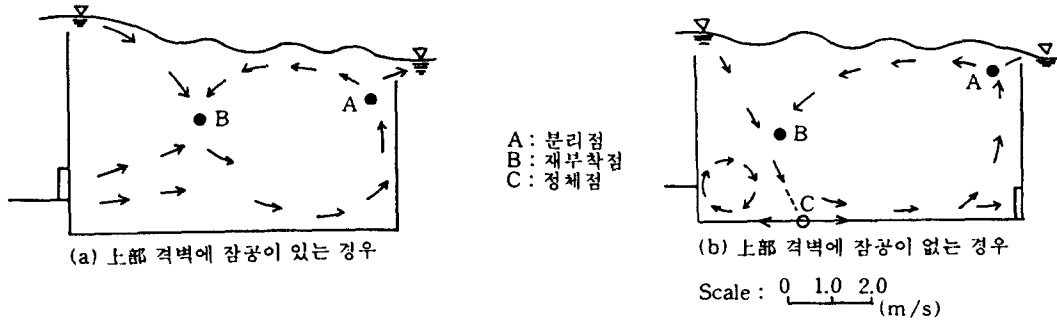 A
B
A : 분리점
B : 재부착점
C : 정체점
A
B
C
(a) 上部 격벽에 잠공이 있는 경우
(b) 上部 격벽에 잠공이 없는 경우
Scale : 0 1.0 2.0
(m/s)